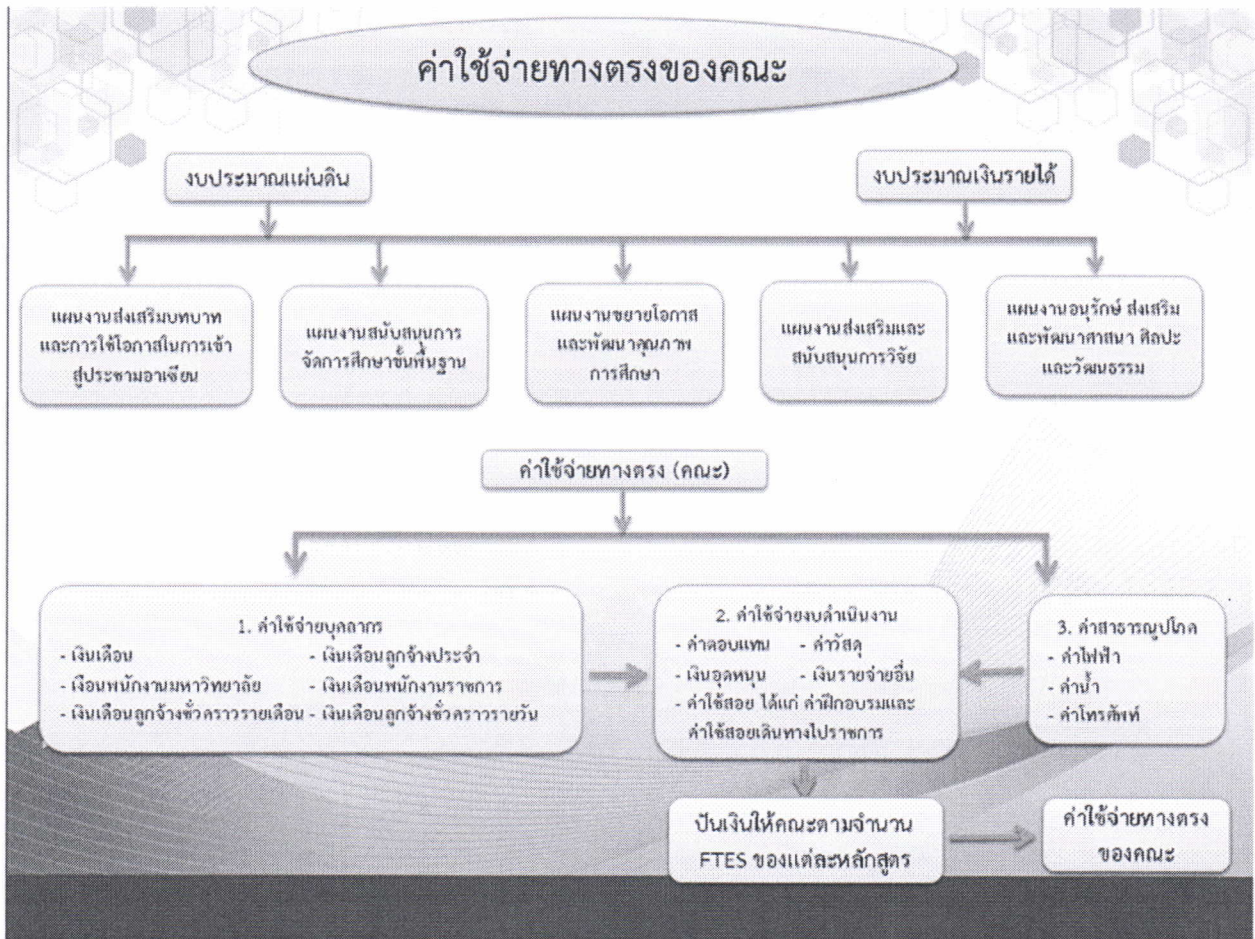 ค่าใช้จ่ายทางตรงของคณะ
งบประมาณแผ่นดิน
งบประมาณเงินรายได้
แผนงานส่งเสริมบทบาท
และการใช้โอกาสในการเข้า
สู่ประชามอาเซียน
แผนงานสนับสนุนการ
จัดการศึกษาขั้นพื้นฐาน
แผนงานขยายโอกาส
และพัฒนาคุณภาพ
การศึกษา
แผนงานส่งเสริมและ
สนับสนุนการวิจัย
แผนงานอนุรักษ์ ส่งเสริม
และพัฒนาศาสนา ศิลปะ
และวัฒนธรรม
ค่าใช้จ่ายทางตรง (คณะ)
1. ค่าใช้จ่ายบุคลากร
- เงินเดือน - เงินเดือนลูกจ้างประจำ
- เงือนพนักงานมหาวิทยาลัย - เงินเดือนพนักงานราชการ
- เงินเดือนลูกจ้างชั่วคราวรายเดือน - เงินเดือนลูกจ้างชั่วคราวรายวัน
2. ค่าใช้จ่ายงบดำเนินงาน
- ค่าตอบแทน - ค่าวัสดุ
- เงินอุดหนุน - เงินรายจ่ายอื่น
- ค่าใช้สอย ได้แก่ ค่าฝึกอบรมและ
ค่าใช้สอยเดินทางไปราชการ
3. ค่าสาธารณูปโภค
- ค่าไฟฟ้า
- ค่าน้ำ
- ค่าโทรศัพท์
ปันเงินให้คณะตามจำนวน
FTES ของแต่ละหลักสูตร
ค่าใช้จ่ายทางตรง
ของคณะ